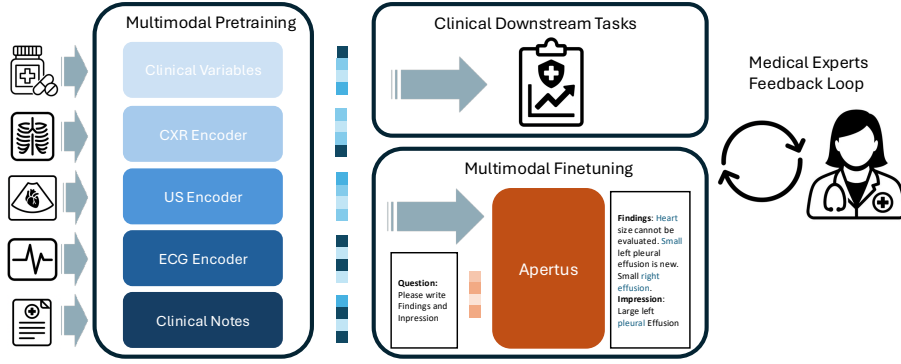 Multimodal Pretraining
Clinical Variables
CXR Encoder
US Encoder
ECG Encoder
Clinical Notes
Clinical Downstream Tasks
Multimodal Finetuning
Question:
Please write
Findings and
Inpression
Apertus
Findings: Heart
size cannot be
evaluated. Small
left pleural
effusion is new.
Small right
effusion.
Impression:
Large left
pleural Effusion
Medical Experts
Feedback Loop